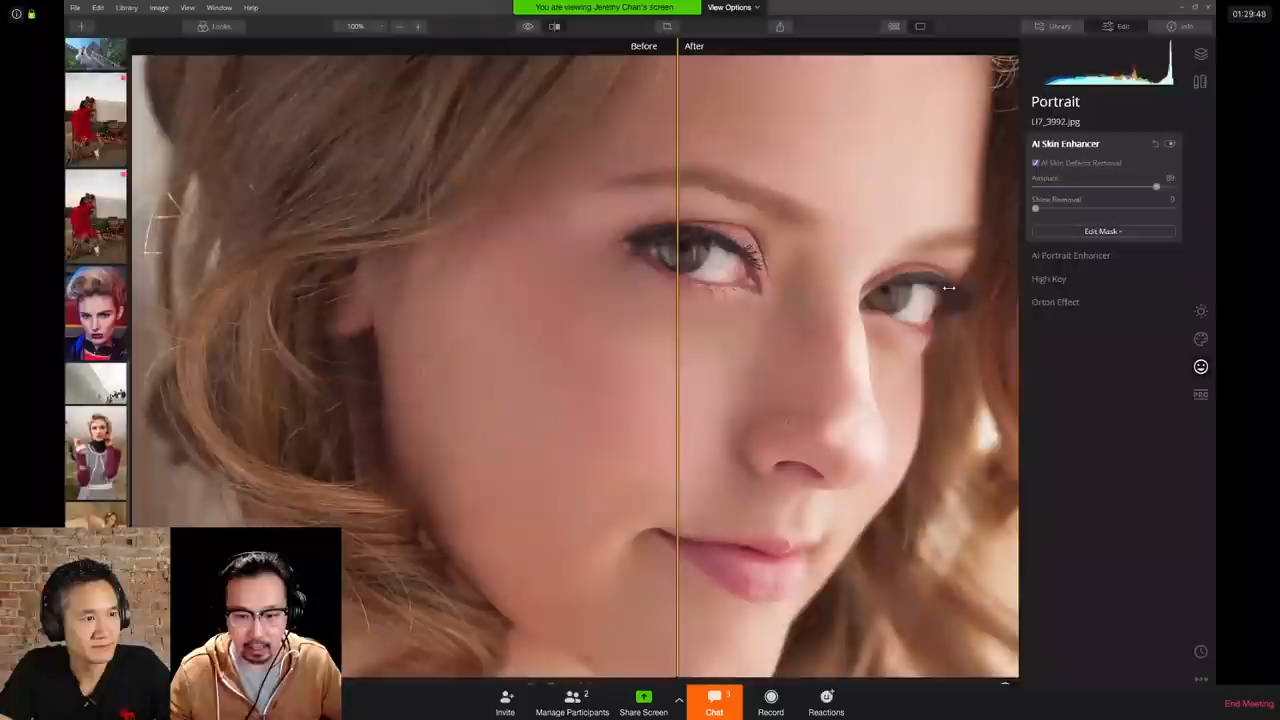 You are viewing Jeremy Chan's screen
View Options
01:29:48
File Edit Library Image View Window Help
Looks
100%
Library
Edit
Info
Before
After
Portrait
LI7_3992.jpg
AI Skin Enhancer
AI Skin Defects Removal
Amount
89
Shine Removal
0
Edit Mask
AI Portrait Enhancer
High Key
Orton Effect
PRO
Invite
2
Manage Participants
Share Screen
3
Chat
Record
Reactions
End Meeting